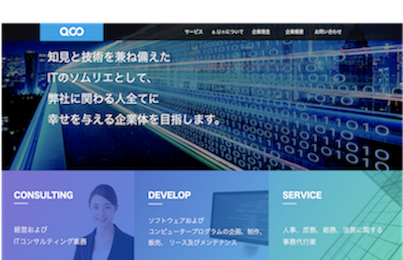 サービス a.u.nについて 企業理念 企業概要 お問い合わせ
知見と技術を兼ね備えた
ITのソムリエとして、
弊社に関わる人全てに
幸せを与える企業体を目指します。
CONSULTING
経営および
ITコンサルティング業務
DEVELOP
ソフトウェアおよび
コンピュータープログラムの企画、制作、
販売、リース及びメンテナンス
SERVICE
人事、庶務、総務、法務に関する
事務代行業